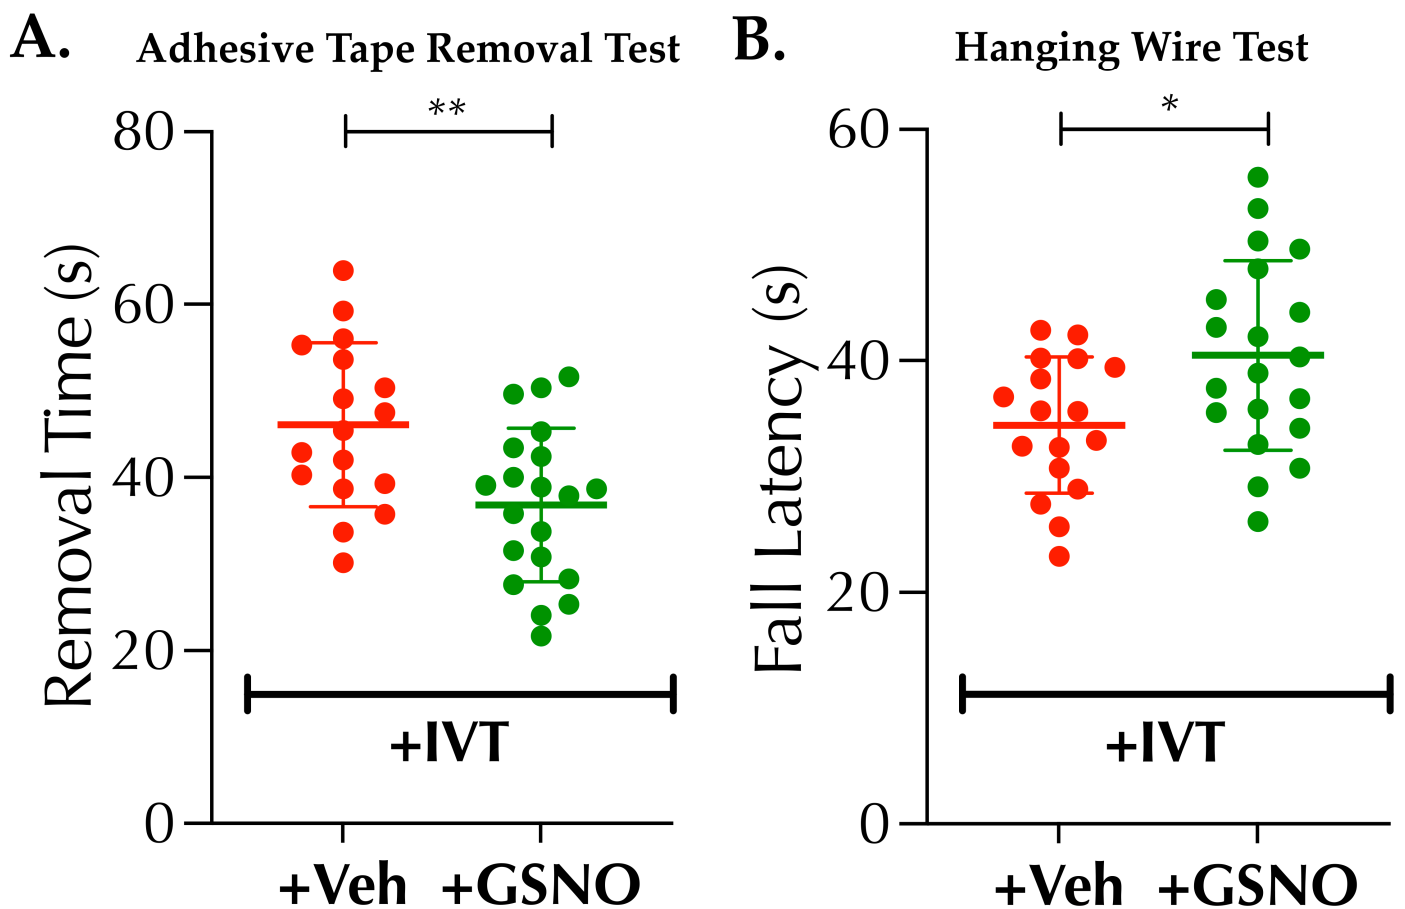 A.
Adhesive Tape Removal Test
**
Removal Time (s)
80
60
40
20
0
+IVT
+Veh +GSNO
B.
Hanging Wire Test
*
Fall Latency (s)
60
40
20
0
+IVT
+Veh +GSNO